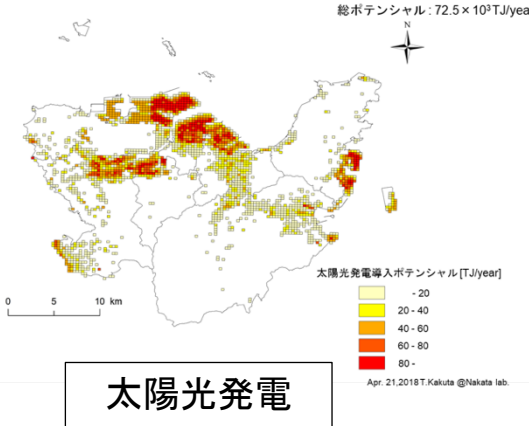 総ポテンシャル : 72.5×10³TJ/yea
N
太陽光発電導入ポテンシャル[TJ/year]
- 20
20 - 40
40 - 60
60 - 80
80 -
0 5 10 km
Apr. 21,2018 T.Kakuta @Nakata lab.
太陽光発電